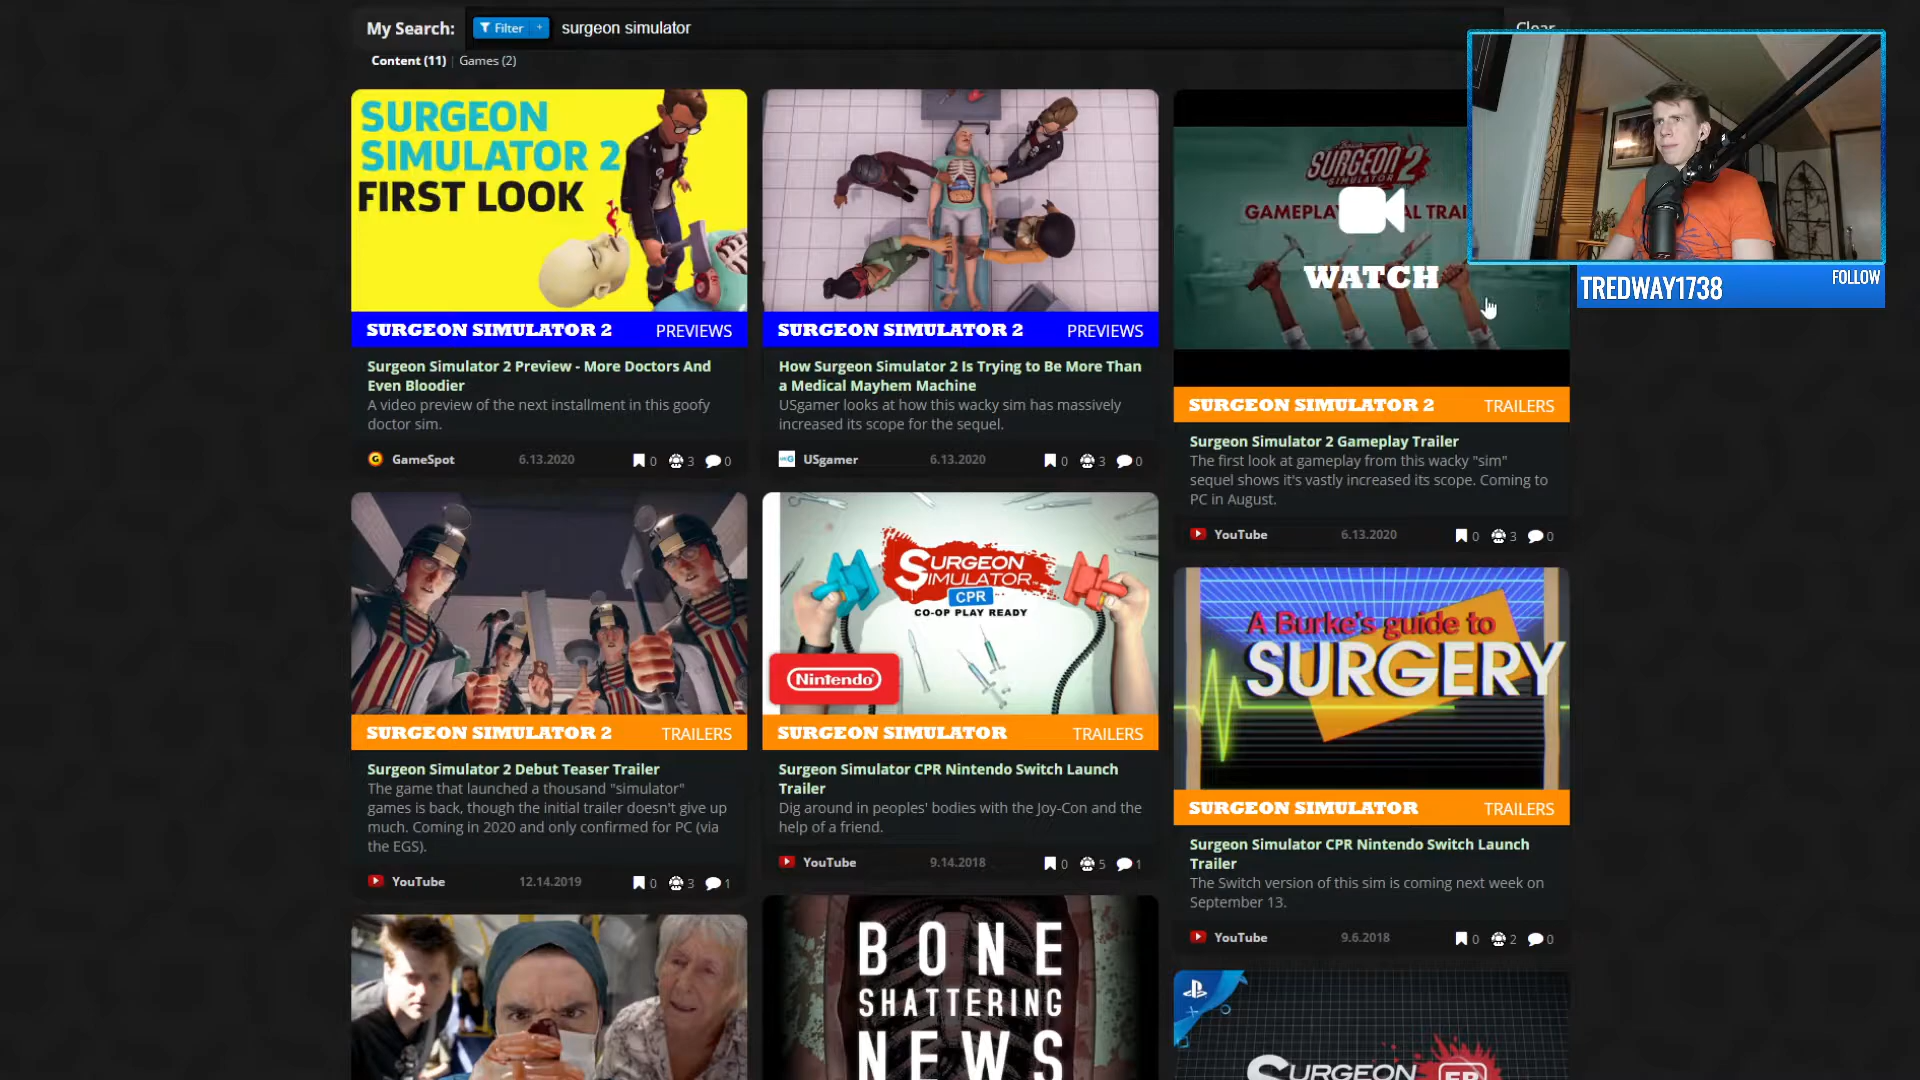 My Search:
Filter +
surgeon simulator
Clear
Content (11) | Games (2)
SURGEON
SIMULATOR 2
FIRST LOOK
SURGEON SIMULATOR 2 PREVIEWS
Surgeon Simulator 2 Preview - More Doctors And
Even Bloodier
A video preview of the next installment in this goofy
doctor sim.
GameSpot 6.13.2020 0 3 0
SURGEON SIMULATOR 2 PREVIEWS
How Surgeon Simulator 2 Is Trying to Be More Than
a Medical Mayhem Machine
USgamer looks at how this wacky sim has massively
increased its scope for the sequel.
USgamer 6.13.2020 0 3 0
SURGEON 2
SIMULATOR
WATCH
SURGEON SIMULATOR 2 TRAILERS
Surgeon Simulator 2 Gameplay Trailer
The first look at gameplay from this wacky "sim"
sequel shows it's vastly increased its scope. Coming to
PC in August.
YouTube 6.13.2020 0 3 0
TREDWAY1738
FOLLOW
SURGEON SIMULATOR 2 TRAILERS
Surgeon Simulator 2 Debut Teaser Trailer
The game that launched a thousand "simulator"
games is back, though the initial trailer doesn't give up
much. Coming in 2020 and only confirmed for PC (via
the EGS).
YouTube 12.14.2019 0 3 1
SURGEON
SIMULATOR
CPR
CO-OP PLAY READY
Nintendo
SURGEON SIMULATOR TRAILERS
Surgeon Simulator CPR Nintendo Switch Launch
Trailer
Dig around in peoples' bodies with the Joy-Con and the
help of a friend.
YouTube 9.14.2018 0 5 1
A Burke's guide to
SURGERY
SURGEON SIMULATOR TRAILERS
Surgeon Simulator CPR Nintendo Switch Launch
Trailer
The Switch version of this sim is coming next week on
September 13.
YouTube 9.6.2018 0 2 0
BONE
SHATTERING
NEWS
SURGEON
ER